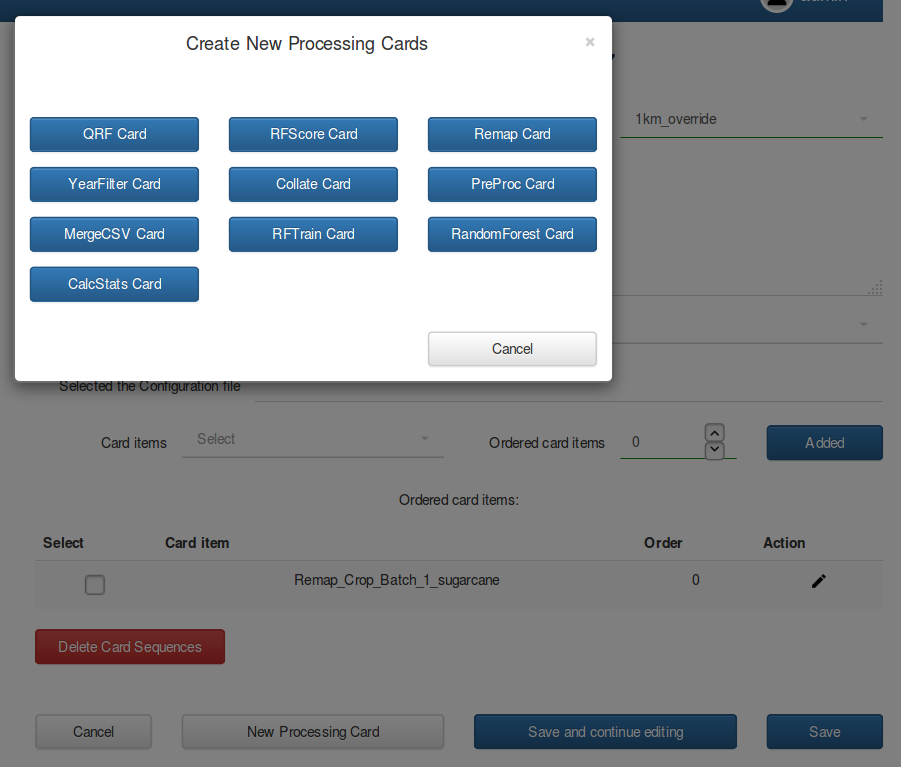 Create New Processing Cards ×
QRF Card RFScore Card Remap Card
1km_override
YearFilter Card Collate Card PreProc Card
MergeCSV Card RFTrain Card RandomForest Card
CalcStats Card
Cancel
Selected the Configuration file
Card items Select Ordered card items 0 Added
Ordered card items:
Select Card item Order Action
Remap_Crop_Batch_1_sugarcane 0
Delete Card Sequences
Cancel New Processing Card Save and continue editing Save